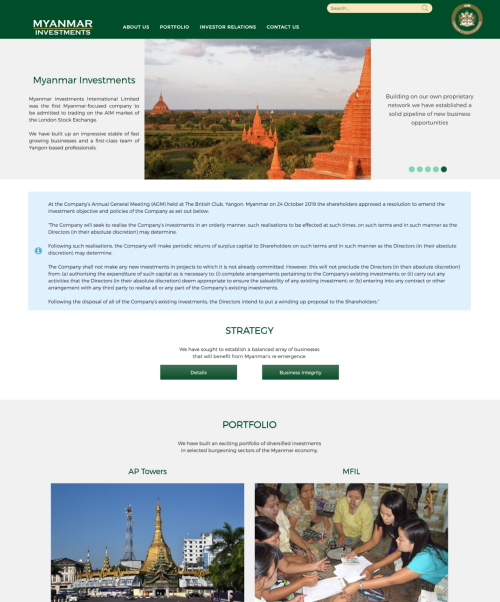 MYANMAR
INVESTMENTS
Search...
ABOUT US
PORTFOLIO
INVESTOR RELATIONS
CONTACT US
Myanmar Investments
Myanmar Investments International Limited
was the first Myanmar-focused company to
be admitted to trading on the AIM market of
the London Stock Exchange.
We have built up an impressive stable of fast
growing businesses and a first-class team of
Yangon-based professionals.
Building on our own proprietary
network we have established a
solid pipeline of new business
opportunities
At the Company's Annual General Meeting (AGM) held at The British Club, Yangon, Myanmar on 24 October 2019 the shareholders approved a resolution to amend the
investment objective and policies of the Company as set out below:
"The Company will seek to realise the Company's investments in an orderly manner, such realisations to be effected at such times, on such terms and in such manner as the
Directors (in their absolute discretion) may determine.
Following such realisations, the Company will make periodic returns of surplus capital to Shareholders on such terms and in such manner as the Directors (in their absolute
discretion) may determine.
The Company shall not make any new investments in projects to which it is not already committed. However, this will not preclude the Directors (in their absolute discretion)
from: (a) authorising the expenditure of such capital as is necessary to: (i) complete arrangements pertaining to the Company's existing investments; or (ii) carry out any
activities that the Directors (in their absolute discretion) deem appropriate to ensure the saleability of any existing investment; or (b) entering into any contract or other
arrangement with any third party to realise all or any part of the Company's existing investments.
Following the disposal of all of the Company's existing investments, the Directors intend to put a winding up proposal to the Shareholders."
STRATEGY
We have sought to establish a balanced array of businesses
that will benefit from Myanmar's re-emergence.
Details
Business Integrity
PORTFOLIO
We have built an exciting portfolio of diversified investments
in selected burgeoning sectors of the Myanmar economy.
AP Towers
MFIL